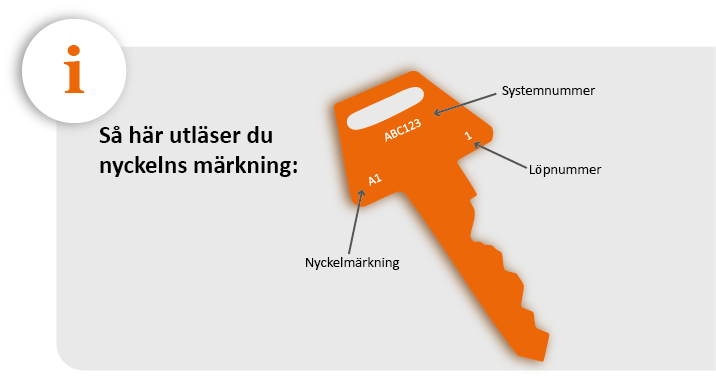 i
Så här utläser du
nyckelns märkning:
Systemnummer
ABC123
1
Löpnummer
A1
Nyckelmärkning